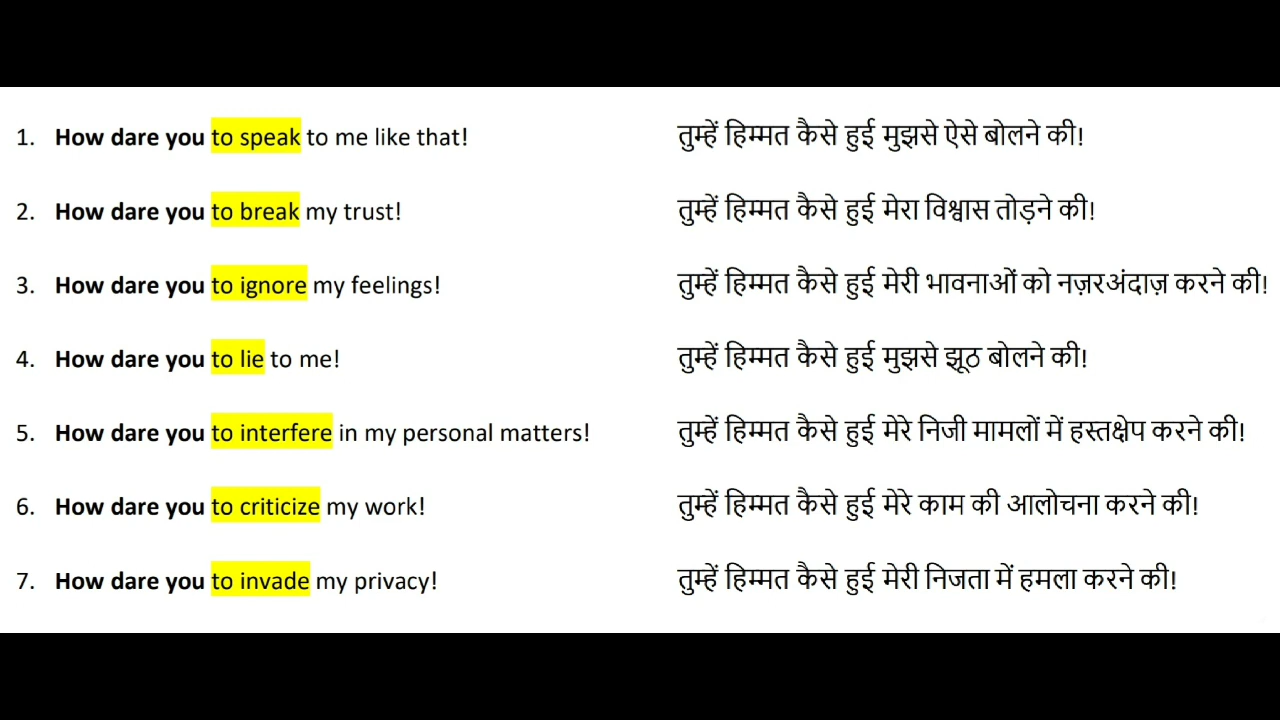 1. How dare you to speak to me like that! तुम्हें हिम्मत कैसे हुई मुझसे ऐसे बोलने की!
2. How dare you to break my trust! तुम्हें हिम्मत कैसे हुई मेरा विश्वास तोड़ने की!
3. How dare you to ignore my feelings! तुम्हें हिम्मत कैसे हुई मेरी भावनाओं को नज़रअंदाज़ करने की!
4. How dare you to lie to me! तुम्हें हिम्मत कैसे हुई मुझसे झूठ बोलने की!
5. How dare you to interfere in my personal matters! तुम्हें हिम्मत कैसे हुई मेरे निजी मामलों में हस्तक्षेप करने की!
6. How dare you to criticize my work! तुम्हें हिम्मत कैसे हुई मेरे काम की आलोचना करने की!
7. How dare you to invade my privacy! तुम्हें हिम्मत कैसे हुई मेरी निजता में हमला करने की!